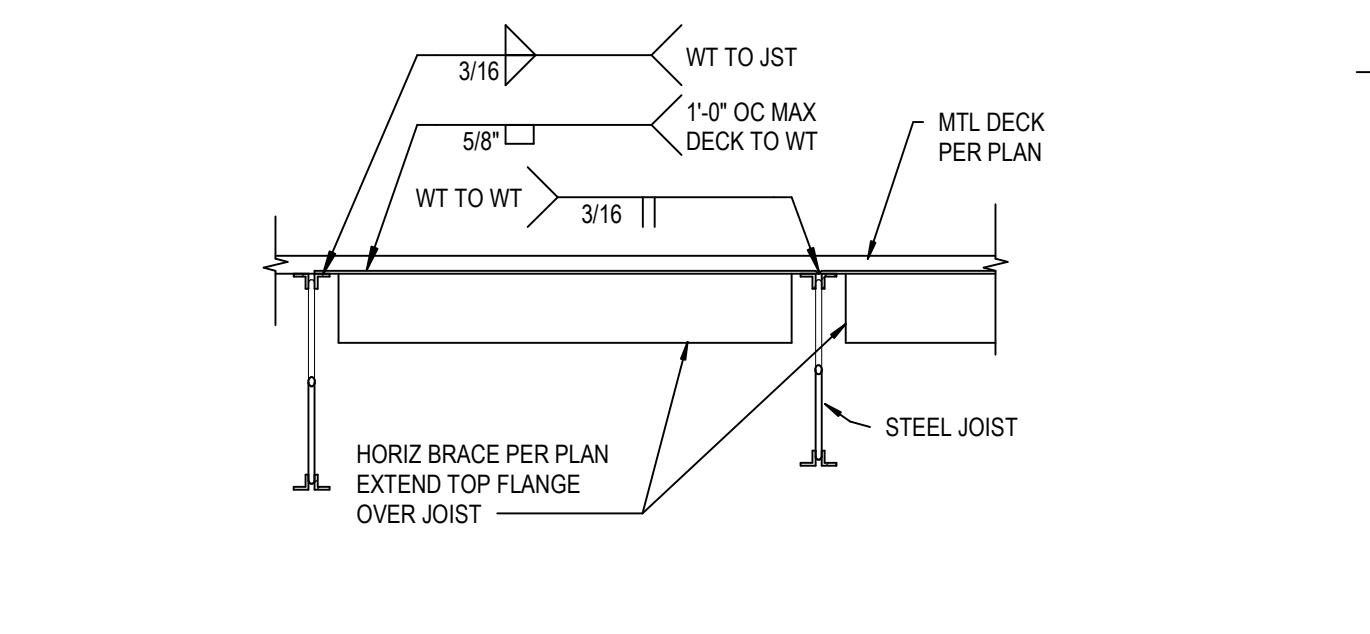 3/16
WT TO JST
5/8"
1'-0" OC MAX
DECK TO WT
MTL DECK
PER PLAN
WT TO WT
3/16
STEEL JOIST
HORIZ BRACE PER PLAN
EXTEND TOP FLANGE
OVER JOIST